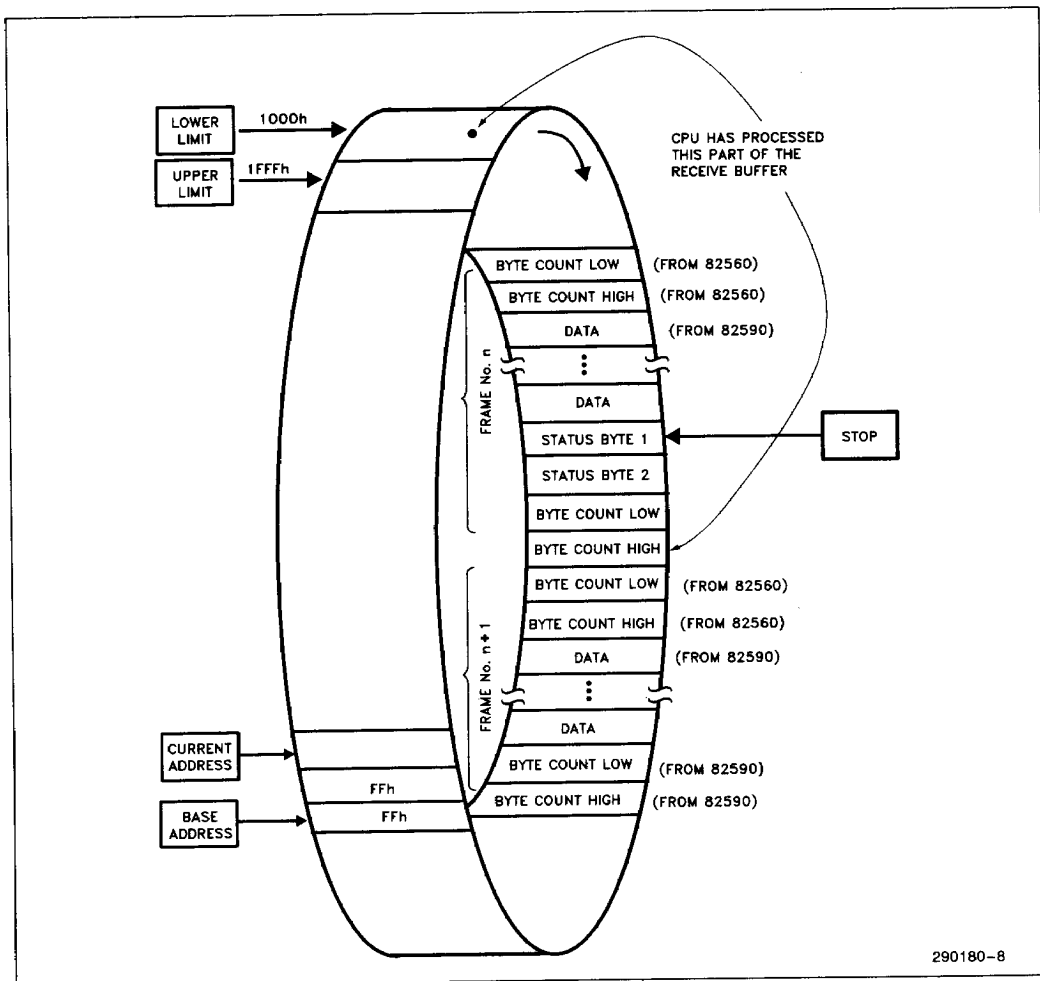 LOWER
LIMIT
1000h
UPPER
LIMIT
1FFFh
CPU HAS PROCESSED
THIS PART OF THE
RECEIVE BUFFER
FRAME No. n
BYTE COUNT LOW (FROM 82560)
BYTE COUNT HIGH (FROM 82560)
DATA (FROM 82590)
DATA
STATUS BYTE 1
STOP
STATUS BYTE 2
BYTE COUNT LOW
BYTE COUNT HIGH
FRAME No. n+1
BYTE COUNT LOW (FROM 82560)
BYTE COUNT HIGH (FROM 82560)
DATA (FROM 82590)
DATA
BYTE COUNT LOW (FROM 82590)
BYTE COUNT HIGH (FROM 82590)
CURRENT
ADDRESS
FFh
BASE
ADDRESS
FFh
290180-8